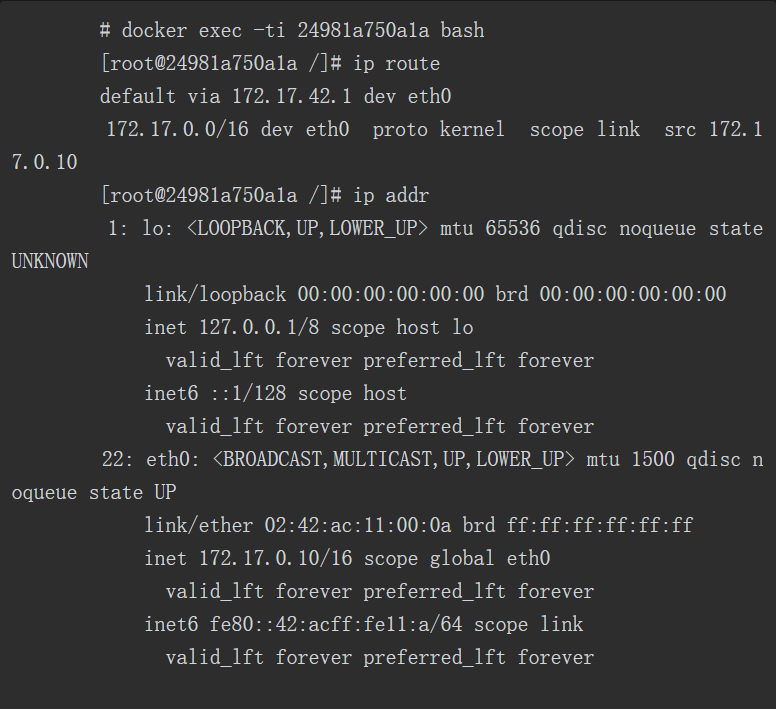 # docker exec -ti 24981a750a1a bash
[root@24981a750a1a /]# ip route
default via 172.17.42.1 dev eth0
172.17.0.0/16 dev eth0  proto kernel  scope link  src 172.1
7.0.10
[root@24981a750a1a /]# ip addr
1: lo: <LOOPBACK,UP,LOWER_UP> mtu 65536 qdisc noqueue state
UNKNOWN
link/loopback 00:00:00:00:00:00 brd 00:00:00:00:00:00
inet 127.0.0.1/8 scope host lo
valid_lft forever preferred_lft forever
inet6 ::1/128 scope host
valid_lft forever preferred_lft forever
22: eth0: <BROADCAST,MULTICAST,UP,LOWER_UP> mtu 1500 qdisc n
oqueue state UP
link/ether 02:42:ac:11:00:0a brd ff:ff:ff:ff:ff:ff
inet 172.17.0.10/16 scope global eth0
valid_lft forever preferred_lft forever
inet6 fe80::42:acff:fe11:a/64 scope link
valid_lft forever preferred_lft forever